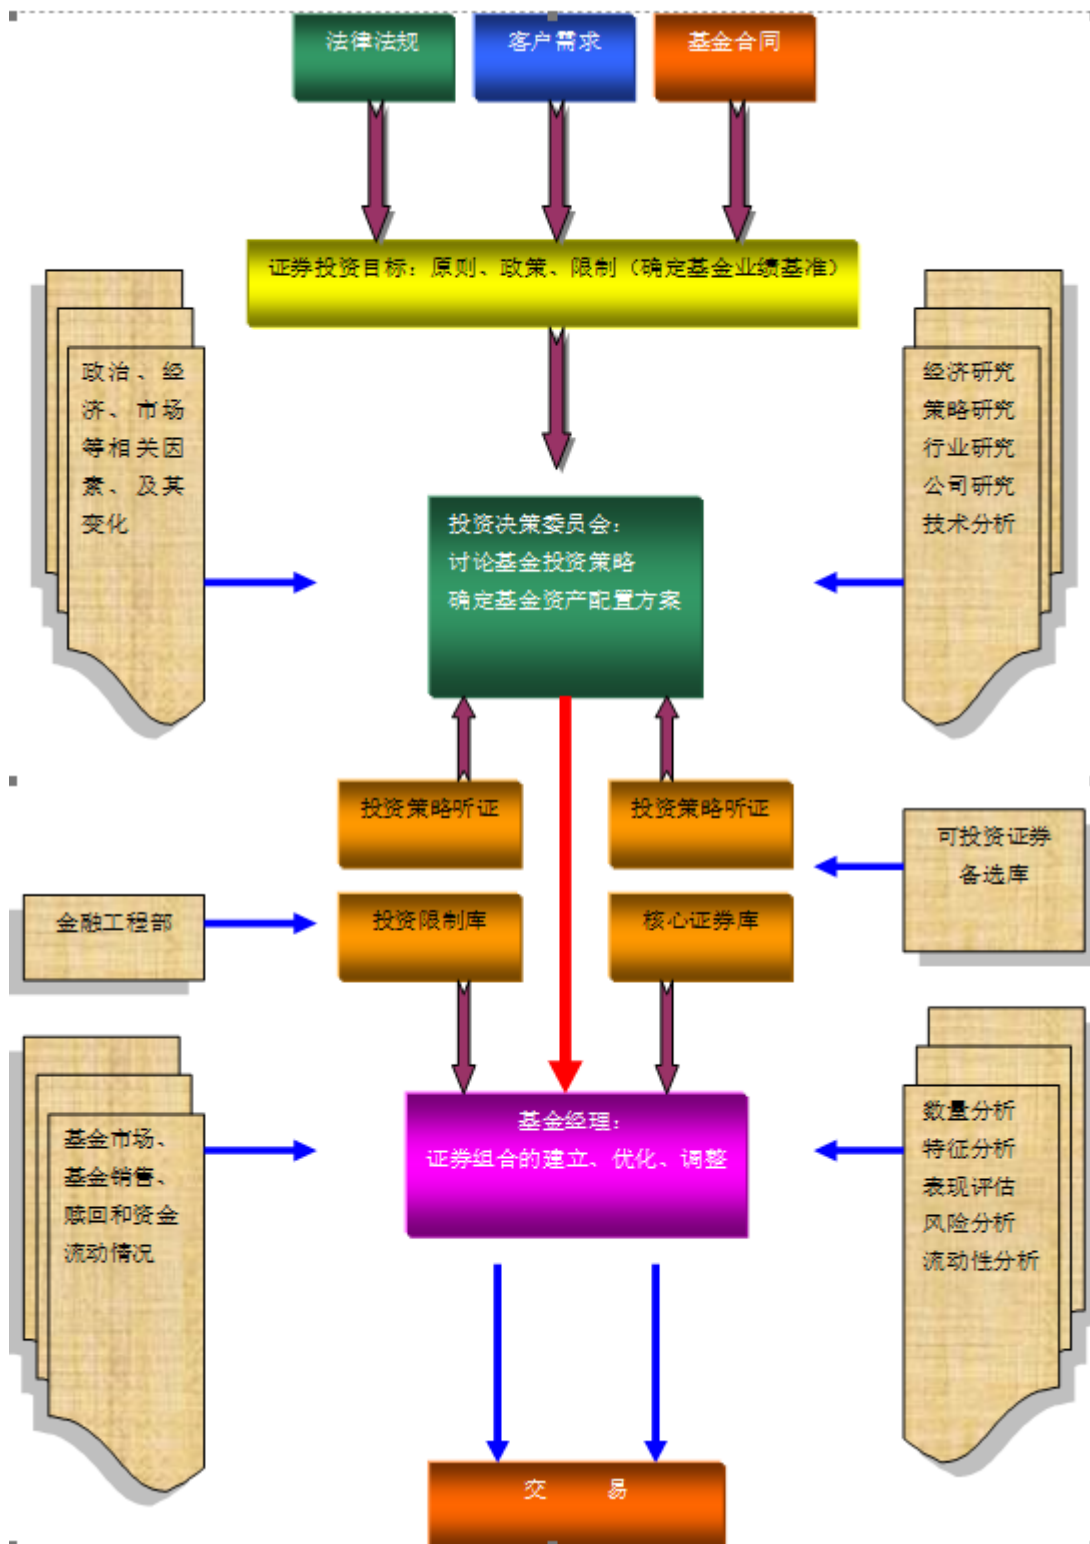 法律法规
客户需求
基金合同
证券投资目标：原则、政策、限制（确定基金业绩基准）
政治、经
济、市场
等相关因
素、及其
变化
经济研究
策略研究
行业研究
公司研究
技术分析
投资决策委员会：
讨论基金投资策略
确定基金资产配置方案
投资策略听证
投资策略听证
可投资证券
备选库
金融工程部
投资限制库
核心证券库
基金市场、
基金销售、
赎回和资金
流动情况
基金经理：
证券组合的建立、优化、调整
数量分析
特征分析
表现评估
风险分析
流动性分析
交 易